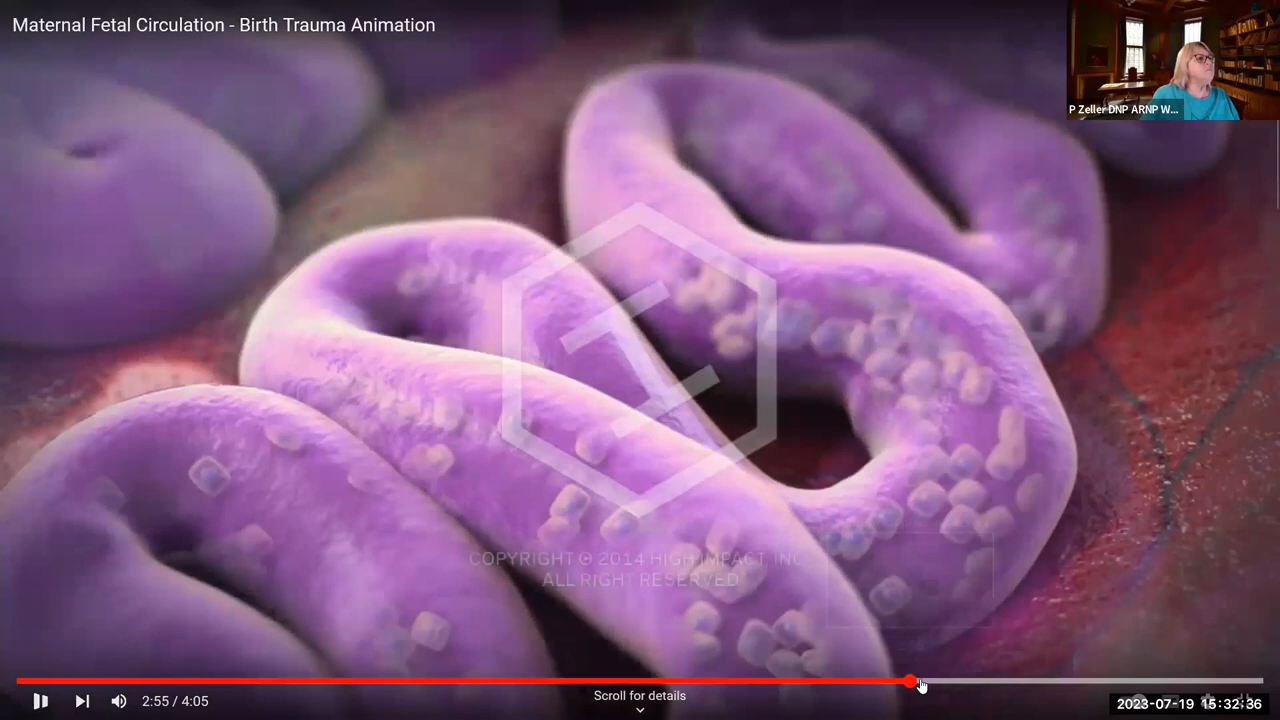 Maternal Fetal Circulation - Birth Trauma Animation
P Zeller DNP ARNP W...
COPYRIGHT © 2014 HIGH IMPACT INC
ALL RIGHT RESERVED
2:55 / 4:05
Scroll for details
2023-07-19 15:32:36